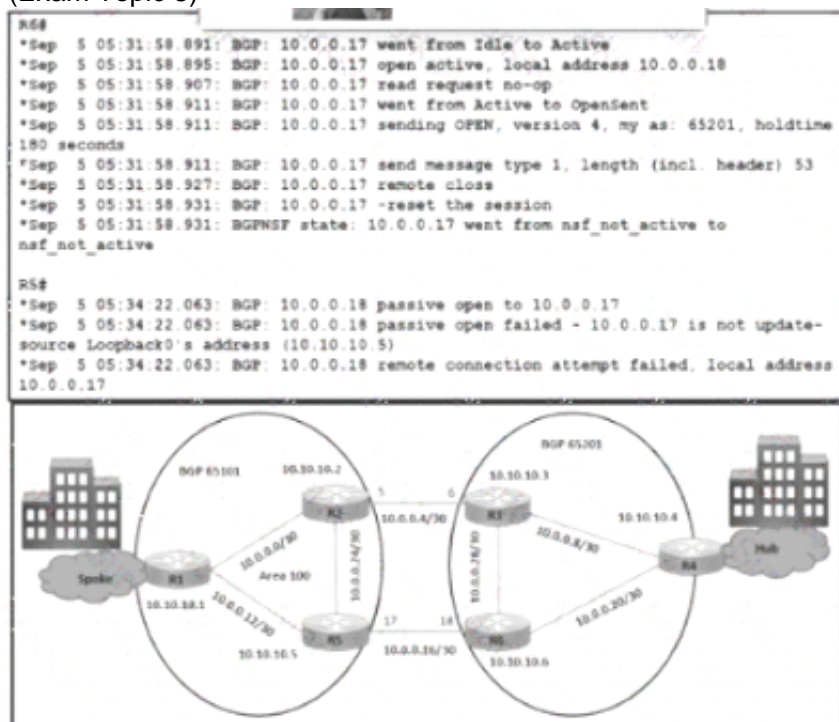 (Exam Topic 3)
R6#
*Sep 5 05:31:58.891: BGP: 10.0.0.17 went from Idle to Active
*Sep 5 05:31:58.895: BGP: 10.0.0.17 open active, local address 10.0.0.18
*Sep 5 05:31:58.907: BGP: 10.0.0.17 read request no-op
*Sep 5 05:31:58.911: BGP: 10.0.0.17 went from Active to OpenSent
*Sep 5 05:31:58.911: BGP: 10.0.0.17 sending OPEN, version 4, my as: 65201, holdtime
180 seconds
*Sep 5 05:31:58.911: BGP: 10.0.0.17 send message type 1, length (incl. header) 53
*Sep 5 05:31:58.927: BGP: 10.0.0.17 remote close
*Sep 5 05:31:58.931: BGP: 10.0.0.17 -reset the session
*Sep 5 05:31:58.931: BGPNSF state: 10.0.0.17 went from nsf_not_active to
nsf_not_active
R5#
*Sep 5 05:34:22.063: BGP: 10.0.0.18 passive open to 10.0.0.17
*Sep 5 05:34:22.063: BGP: 10.0.0.18 passive open failed - 10.0.0.17 is not update-
source Loopback0's address (10.10.10.5)
*Sep 5 05:34:22.063: BGP: 10.0.0.18 remote connection attempt failed, local address
10.0.0.17
BGP 65101
10.10.10.2
R2
5
6
10.0.0.4/30
BGP 65201
10.10.10.3
R3
10.10.10.4
10.0.0.0/30
10.0.0.24/30
10.0.0.28/30
10.0.0.8/30
Spoke
R1
Area 100
R4
Hub
10.10.10.1
10.0.0.12/30
10.0.0.20/30
R5
17
18
R6
10.10.10.5
10.0.0.16/30
10.10.10.6